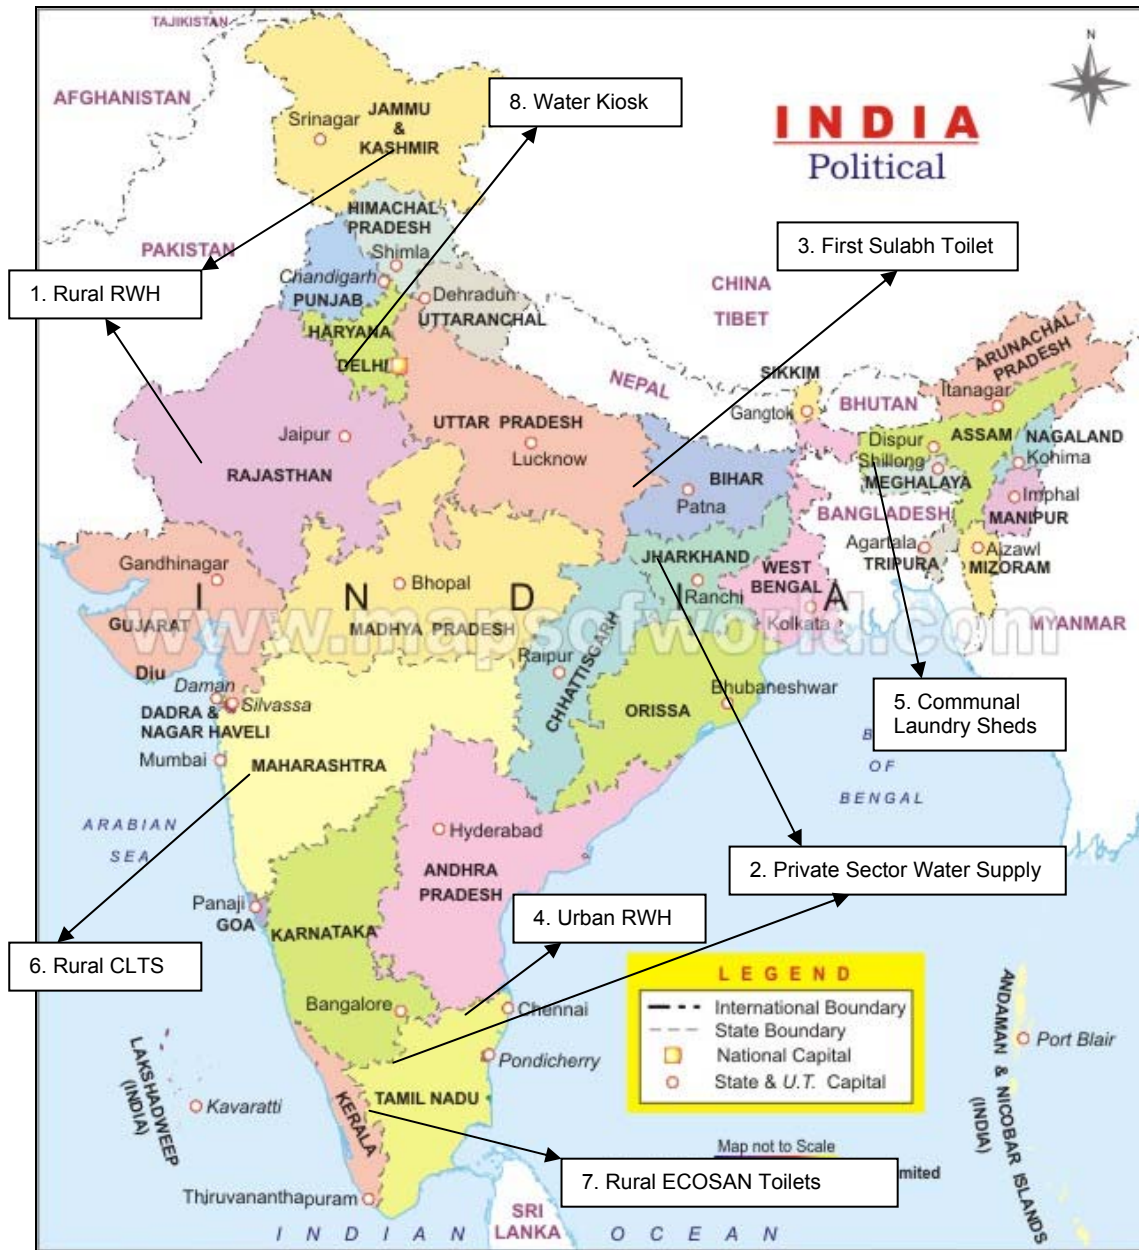 TAJIKISTAN
AFGHANISTAN
8. Water Kiosk
N
JAMMU
&
KASHMIR
Srinagar
INDIA
Political
HIMACHAL
PRADESH
PAKISTAN
Shimla
3. First Sulabh Toilet
1. Rural RWH
Chandigarh
PUNJAB
Dehradun
UTTARANCHAL
CHINA
TIBET
HARYANA
DELHI
NEPAL
SIKKIM
Gangtok
BHUTAN
ARUNACHAL
PRADESH
Itanagar
UTTAR PRADESH
Lucknow
Jaipur
RAJASTHAN
BIHAR
Patna
Dispur
Shillong
MEGHALAYA
ASSAM
NAGALAND
Kohima
Imphal
MANIPUR
BANGLADESH
Agartala
TRIPURA
Aizawl
MIZORAM
MYANMAR
JHARKHAND
Ranchi
WEST
BENGAL
Kolkata
Gandhinagar
GUJARAT
Bhopal
MADHYA PRADESH
I N D I A
www.mapsofworld.com
Diu
Daman
Silvassa
DADRA &
NAGAR HAVELI
Mumbai
MAHARASHTRA
Raipur
CHHATTISGARH
ORISSA
Bhubaneshwar
5. Communal
Laundry Sheds
B
OF
BENGAL
ARABIAN
SEA
Hyderabad
ANDHRA
PRADESH
2. Private Sector Water Supply
Panaji
GOA
KARNATAKA
4. Urban RWH
6. Rural CLTS
Bangalore
Chennai
Pondicherry
LEGEND
International Boundary
State Boundary
National Capital
State & U.T. Capital
ANDAMAN & NICOBAR ISLANDS
(INDIA)
Port Blair
LAKSHADWEEP
(INDIA)
Kavaratti
KERALA
TAMIL NADU
Map not to Scale
mited
7. Rural ECOSAN Toilets
Thiruvananthapuram
SRI
LANKA
INDIAN OCEAN